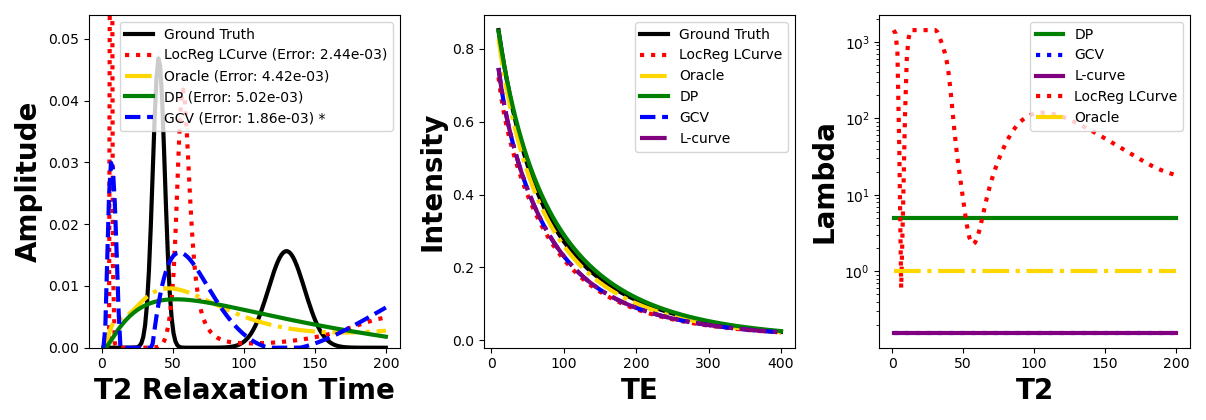 Amplitude
0.05
0.04
0.03
0.02
0.01
0.00
0
50
100
150
200
T2 Relaxation Time
Ground Truth
LocReg LCurve (Error: 2.44e-03)
Oracle (Error: 4.42e-03)
DP (Error: 5.02e-03)
GCV (Error: 1.86e-03) *
Intensity
0.8
0.6
0.4
0.2
0.0
0
100
200
300
400
TE
Ground Truth
LocReg LCurve
Oracle
DP
GCV
L-curve
Lambda
10³
10²
10¹
10⁰
0
50
100
150
200
T2
DP
GCV
L-curve
LocReg LCurve
Oracle